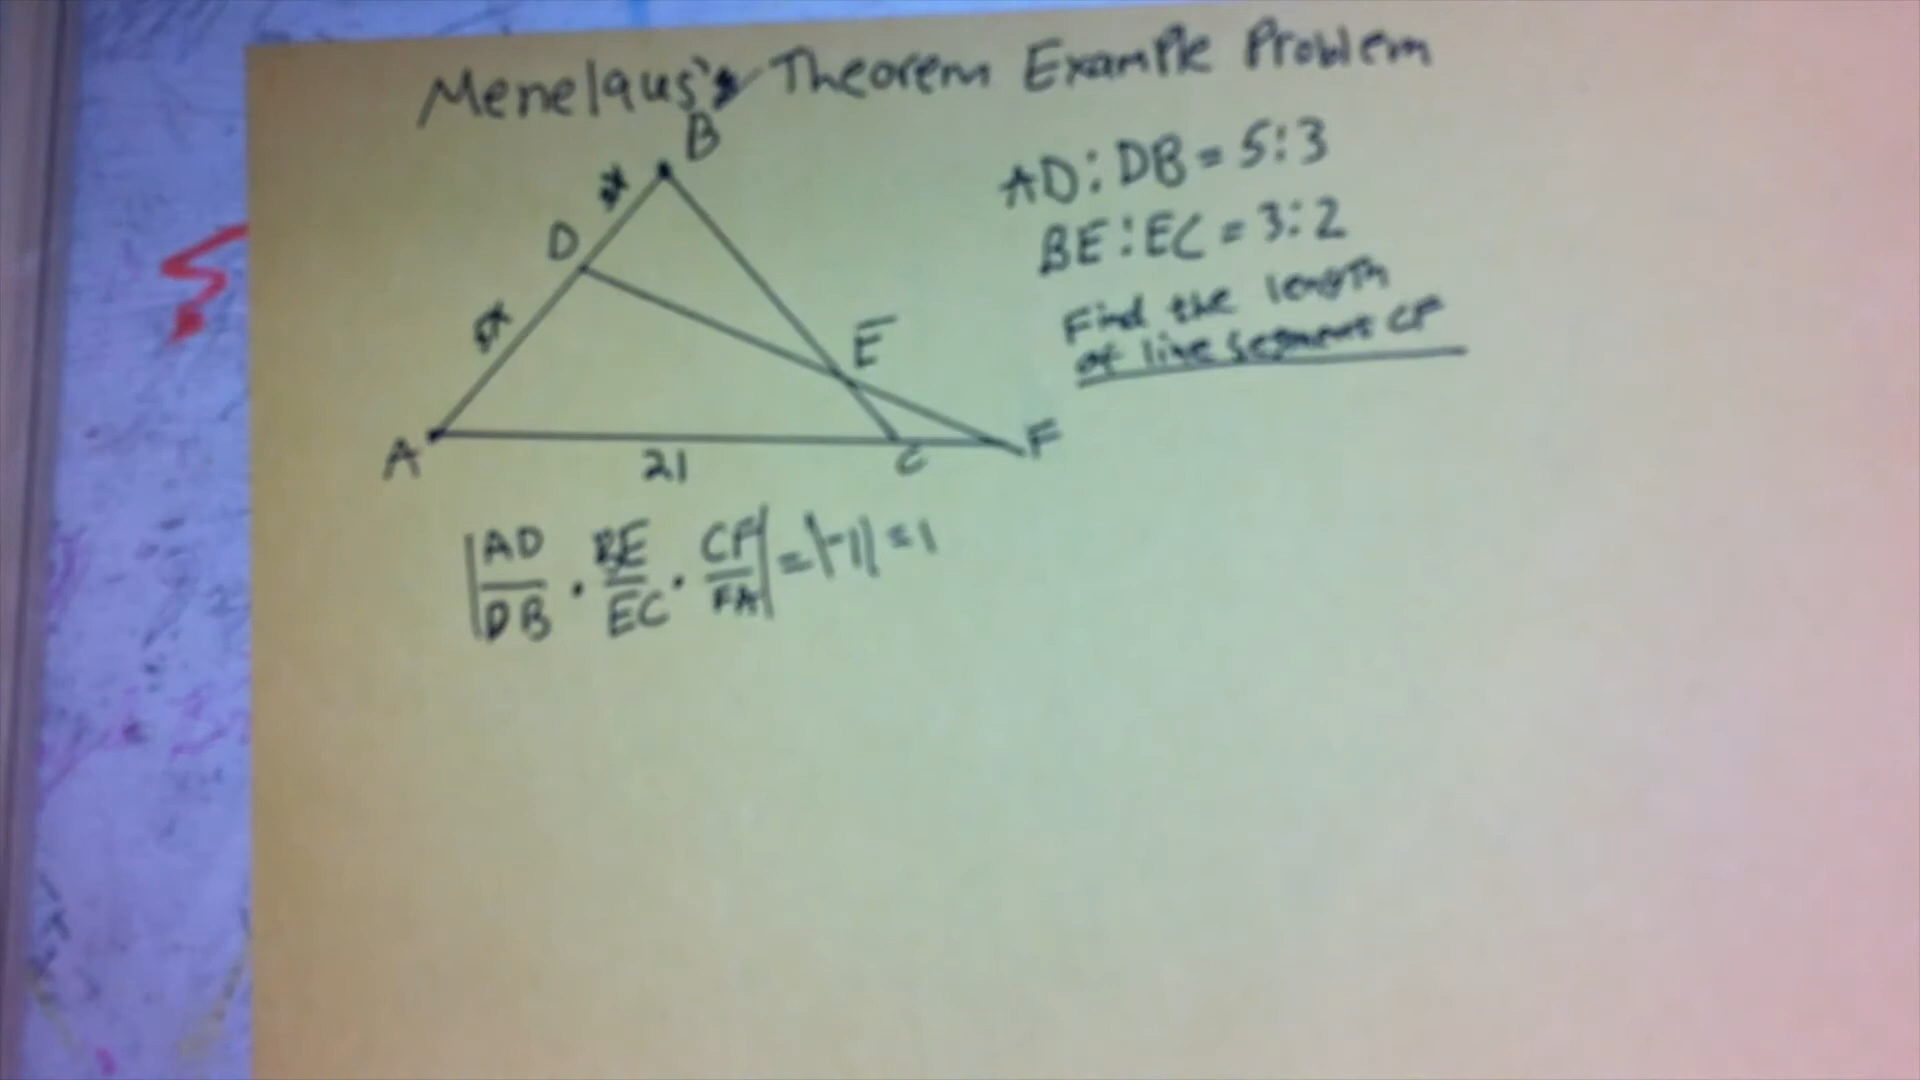 Menelaus's Theorem Example Problem
B
AD:DB = 5:3
D
BE:EC = 3:2
Find the length
of line segment CF
E
A
21
C
F
|AD/DB · BE/EC · CF/FA| = |-1| = 1